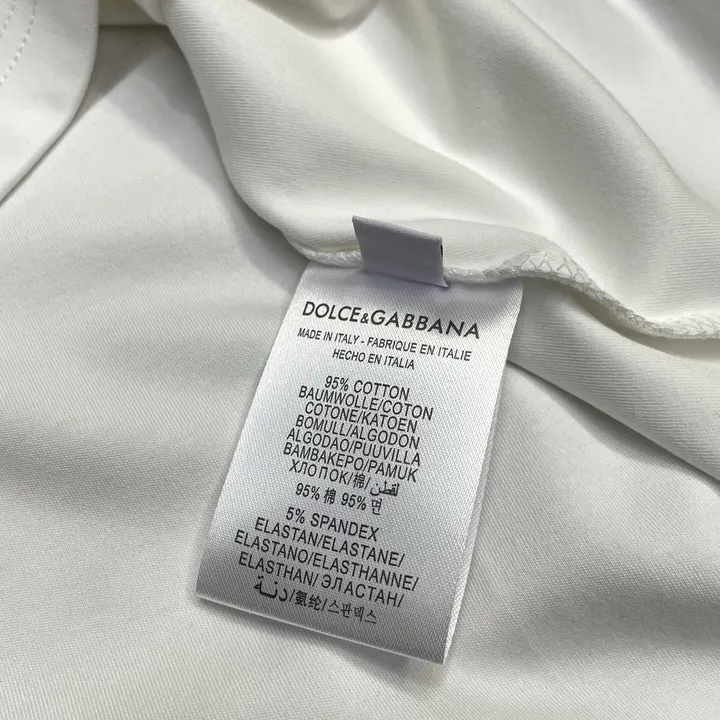 DOLCE&GABBANA
MADE IN ITALY - FABRIQUE EN ITALIE
HECHO EN ITALIA
95% COTTON
BAUMWOLLE/COTON
COTONE/KATOEN
BOMULL/ALGODON
ALGODAO/PUUVILLA
BAMBAKEPO/PAMUK
ХЛОПОК/棉/لقطن
95% 棉 95% 면
5% SPANDEX
ELASTAN/ELASTANE/
ELASTANO/ELASTHANNE/
ELASTHAN/ ЭЛАСТАН/
/氨纶/스판덱스